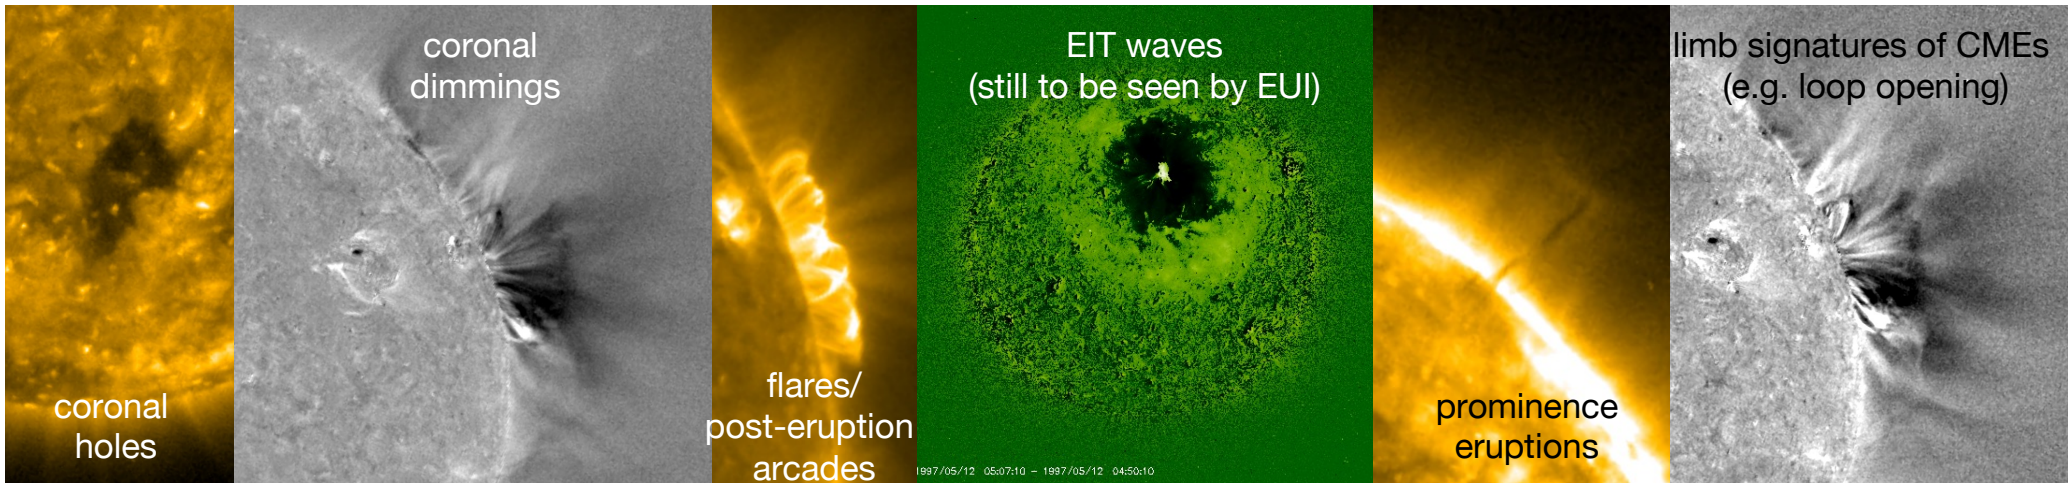 coronal
holes
coronal
dimmings
flares/
post-eruption
arcades
EIT waves
(still to be seen by EUI)
1997/05/12 05:07:10 - 1997/05/12 04:50:10
prominence
eruptions
limb signatures of CMEs
(e.g. loop opening)